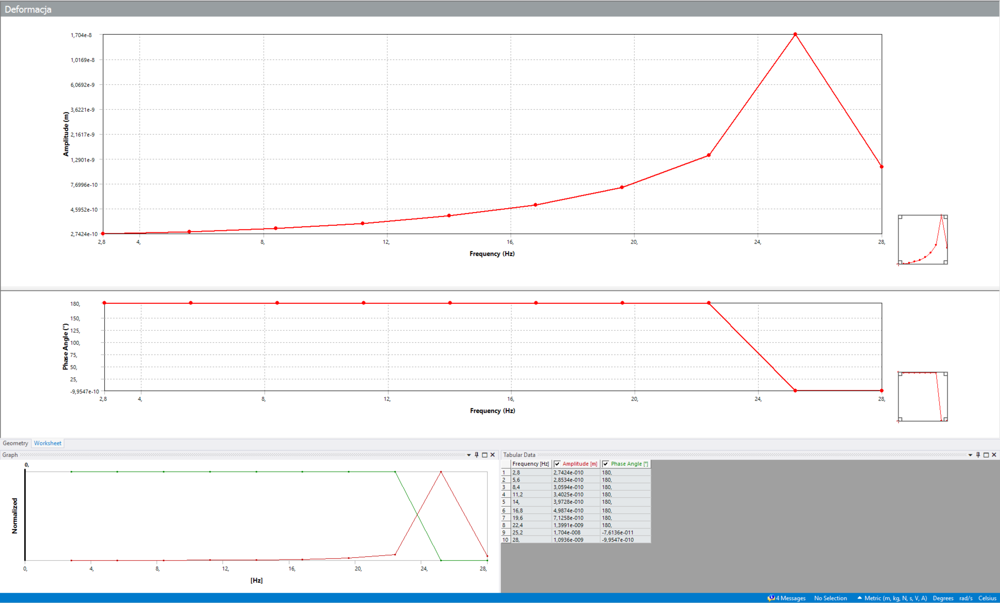 Deformacja
1,704e-8
1,0169e-8
6,0692e-9
3,6221e-9
2,1617e-9
1,2901e-9
7,6996e-10
4,5952e-10
2,7424e-10
Amplitude (m)
2,8 4, 8, 12, 16, 20, 24, 28,
Frequency (Hz)
180,
150,
125,
100,
75,
50,
25,
-9,9547e-10
Phase Angle (°)
2,8 4, 8, 12, 16, 20, 24, 28,
Frequency (Hz)
Geometry Worksheet
Graph
0,
Normalized
0, 4, 8, 12, 16, 20, 24, 28,
[Hz]
Tabular Data
Frequency [Hz] Amplitude [m] Phase Angle [°]
1 2,8 2,7424e-010 180,
2 5,6 2,8534e-010 180,
3 8,4 3,0594e-010 180,
4 11,2 3,4025e-010 180,
5 14, 3,9728e-010 180,
6 16,8 4,9874e-010 180,
7 19,6 7,1258e-010 180,
8 22,4 1,3991e-009 180,
9 25,2 1,704e-008 -7,6136e-011
10 28, 1,0936e-009 -9,9547e-010
4 Messages No Selection Metric (m, kg, N, s, V, A) Degrees rad/s Celsius